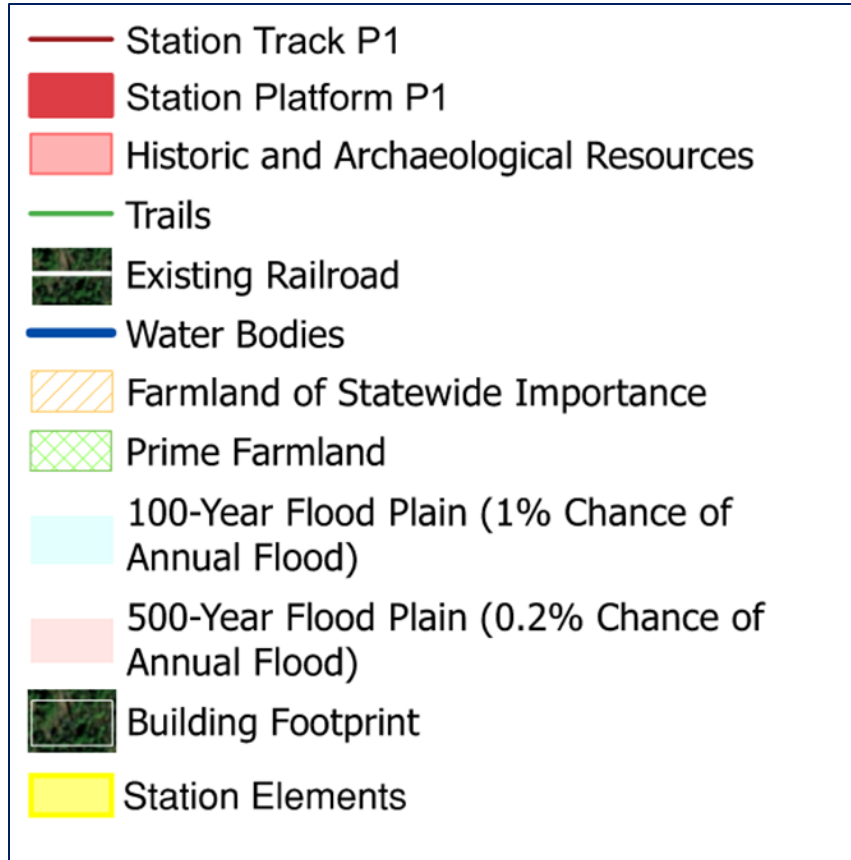 Station Track P1
Station Platform P1
Historic and Archaeological Resources
Trails
Existing Railroad
Water Bodies
Farmland of Statewide Importance
Prime Farmland
100-Year Flood Plain (1% Chance of
Annual Flood)
500-Year Flood Plain (0.2% Chance of
Annual Flood)
Building Footprint
Station Elements